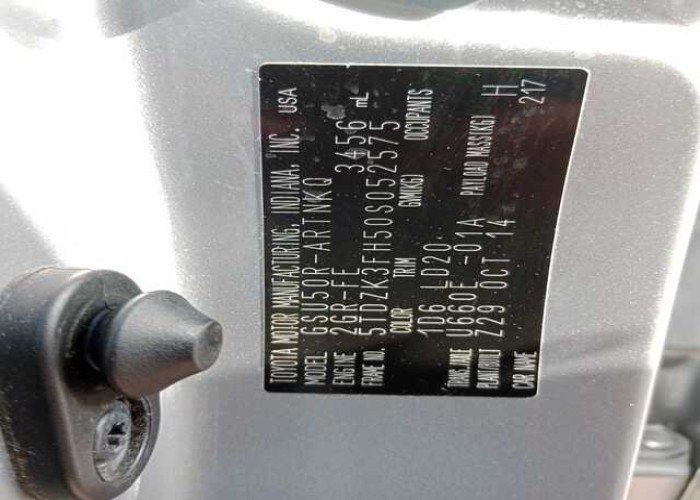 TOYOTA MOTOR MANUFACTURING, INDIANA, INC. USA
MODEL GSU50R-ARTNKQ
ENGINE 2GR-FE 3456 mL
FRAME NO. 5TDZK3FH50S052575
COLOR TRIM GVM(KG) OCCUPANTS
1D6 LD20
TRANS./AXLE U660E -01A PAYLOAD MASS(KG) H
PLANT/BUILT Z29 OCT 14
CAR NAME 217